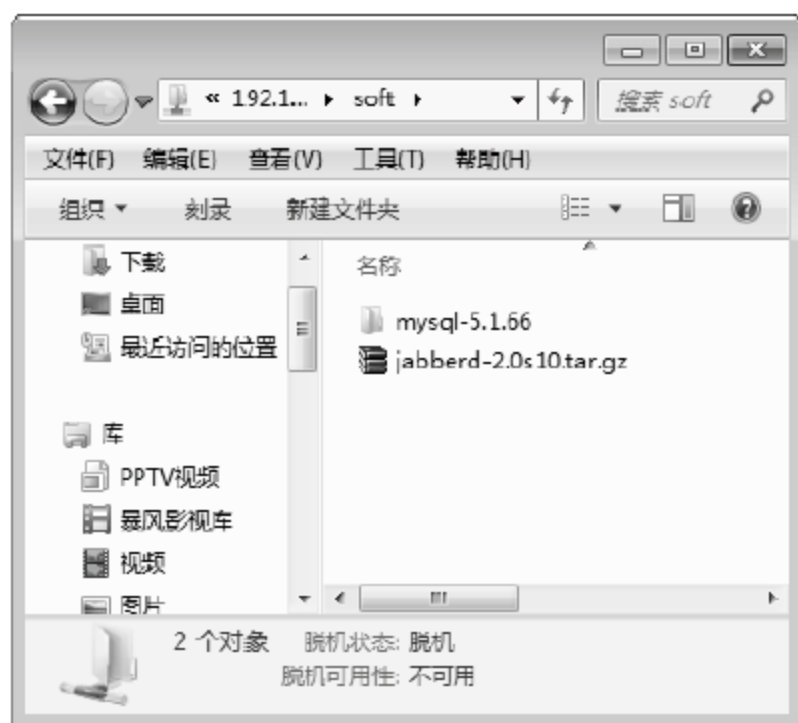 « 192.1... ▸ soft ▸ 搜索 soft
文件(F) 编辑(E) 查看(V) 工具(T) 帮助(H)
组织 刻录 新建文件夹
下载
桌面
最近访问的位置
库
PPTV视频
暴风影视库
视频
图片
名称
mysql-5.1.66
jabberd-2.0s10.tar.gz
2 个对象 脱机状态: 脱机
脱机可用性: 不可用